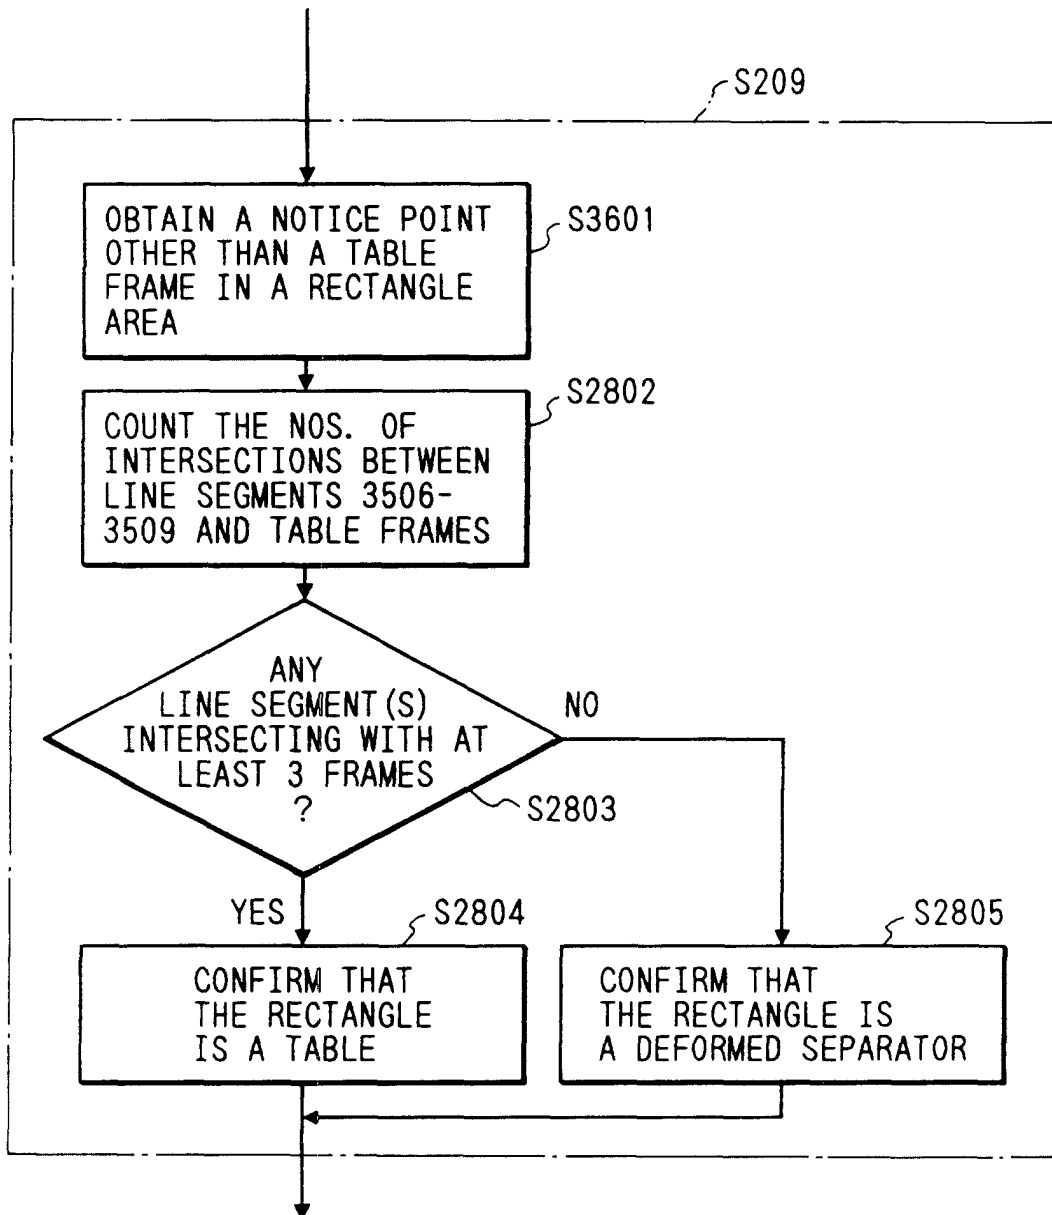 S209
OBTAIN A NOTICE POINT
OTHER THAN A TABLE
FRAME IN A RECTANGLE
AREA
S3601
COUNT THE NOS. OF
INTERSECTIONS BETWEEN
LINE SEGMENTS 3506-
3509 AND TABLE FRAMES
S2802
ANY
LINE SEGMENT(S)
INTERSECTING WITH AT
LEAST 3 FRAMES
?
S2803
NO
YES
S2804
CONFIRM THAT
THE RECTANGLE
IS A TABLE
S2805
CONFIRM THAT
THE RECTANGLE IS
A DEFORMED SEPARATOR